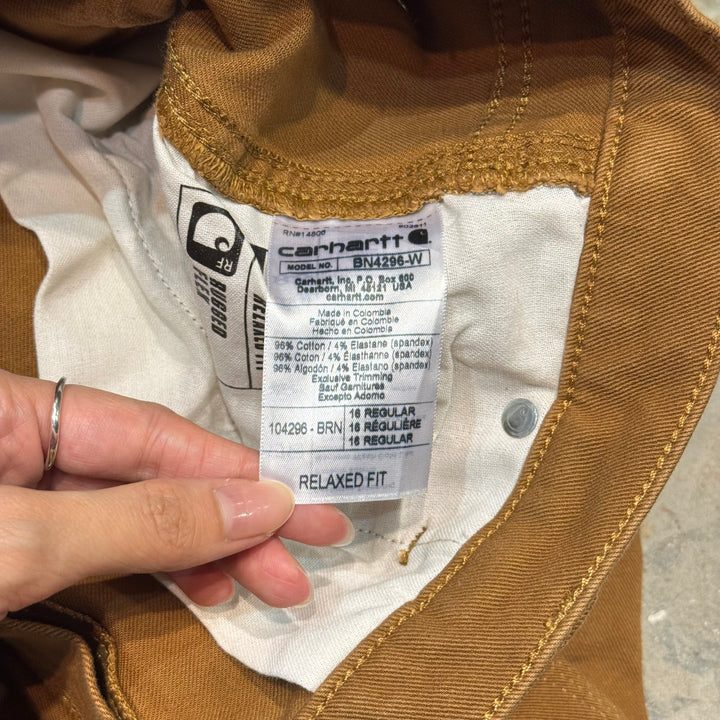 RN#14806
carhartt
MODEL NO. BN4296-W
Carhartt, Inc. P.O. Box 600
Dearborn, MI 48121 USA
carhartt.com
Made in Colombia
Fabriqué en Colombie
Hecho en Colombia
96% Cotton / 4% Elastane (spandex)
96% Coton / 4% Élasthanne (spandex)
96% Algodón / 4% Elastano (spandex)
Exclusive Trimming
Sauf Garnitures
Excepto Adorno
104296 - BRN
16 REGULAR
16 RÉGULIÈRE
16 REGULAR
RELAXED FIT
RF
RUGGED
FLEX